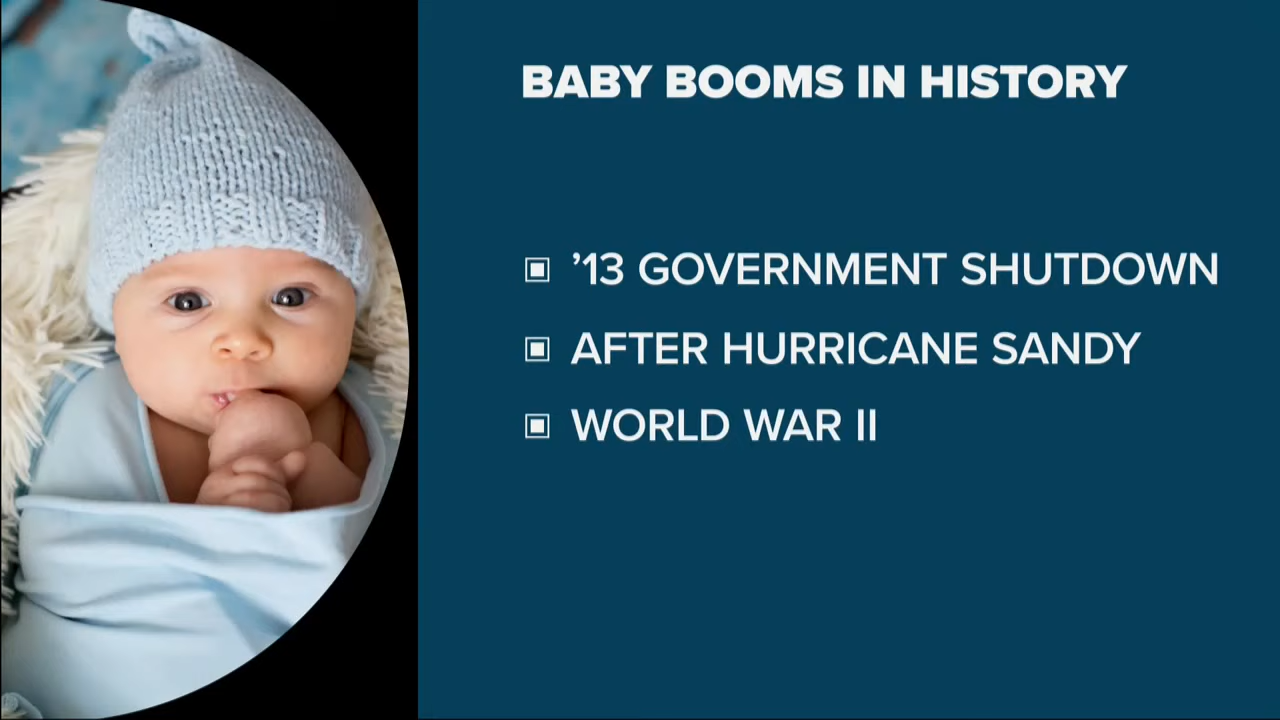 BABY BOOMS IN HISTORY
’13 GOVERNMENT SHUTDOWN
AFTER HURRICANE SANDY
WORLD WAR II